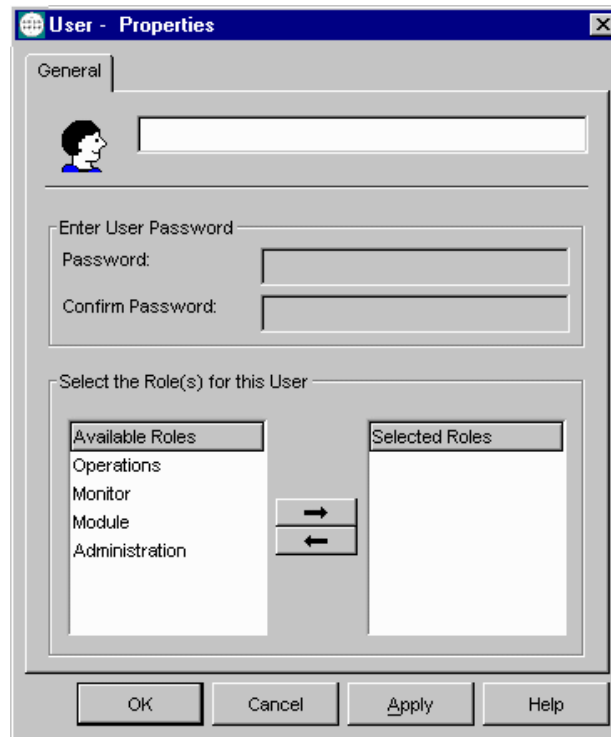 User - Properties
General
Enter User Password
Password:
Confirm Password:
Select the Role(s) for this User
Available Roles
Selected Roles
Operations
Monitor
Module
Administration
OK
Cancel
Apply
Help